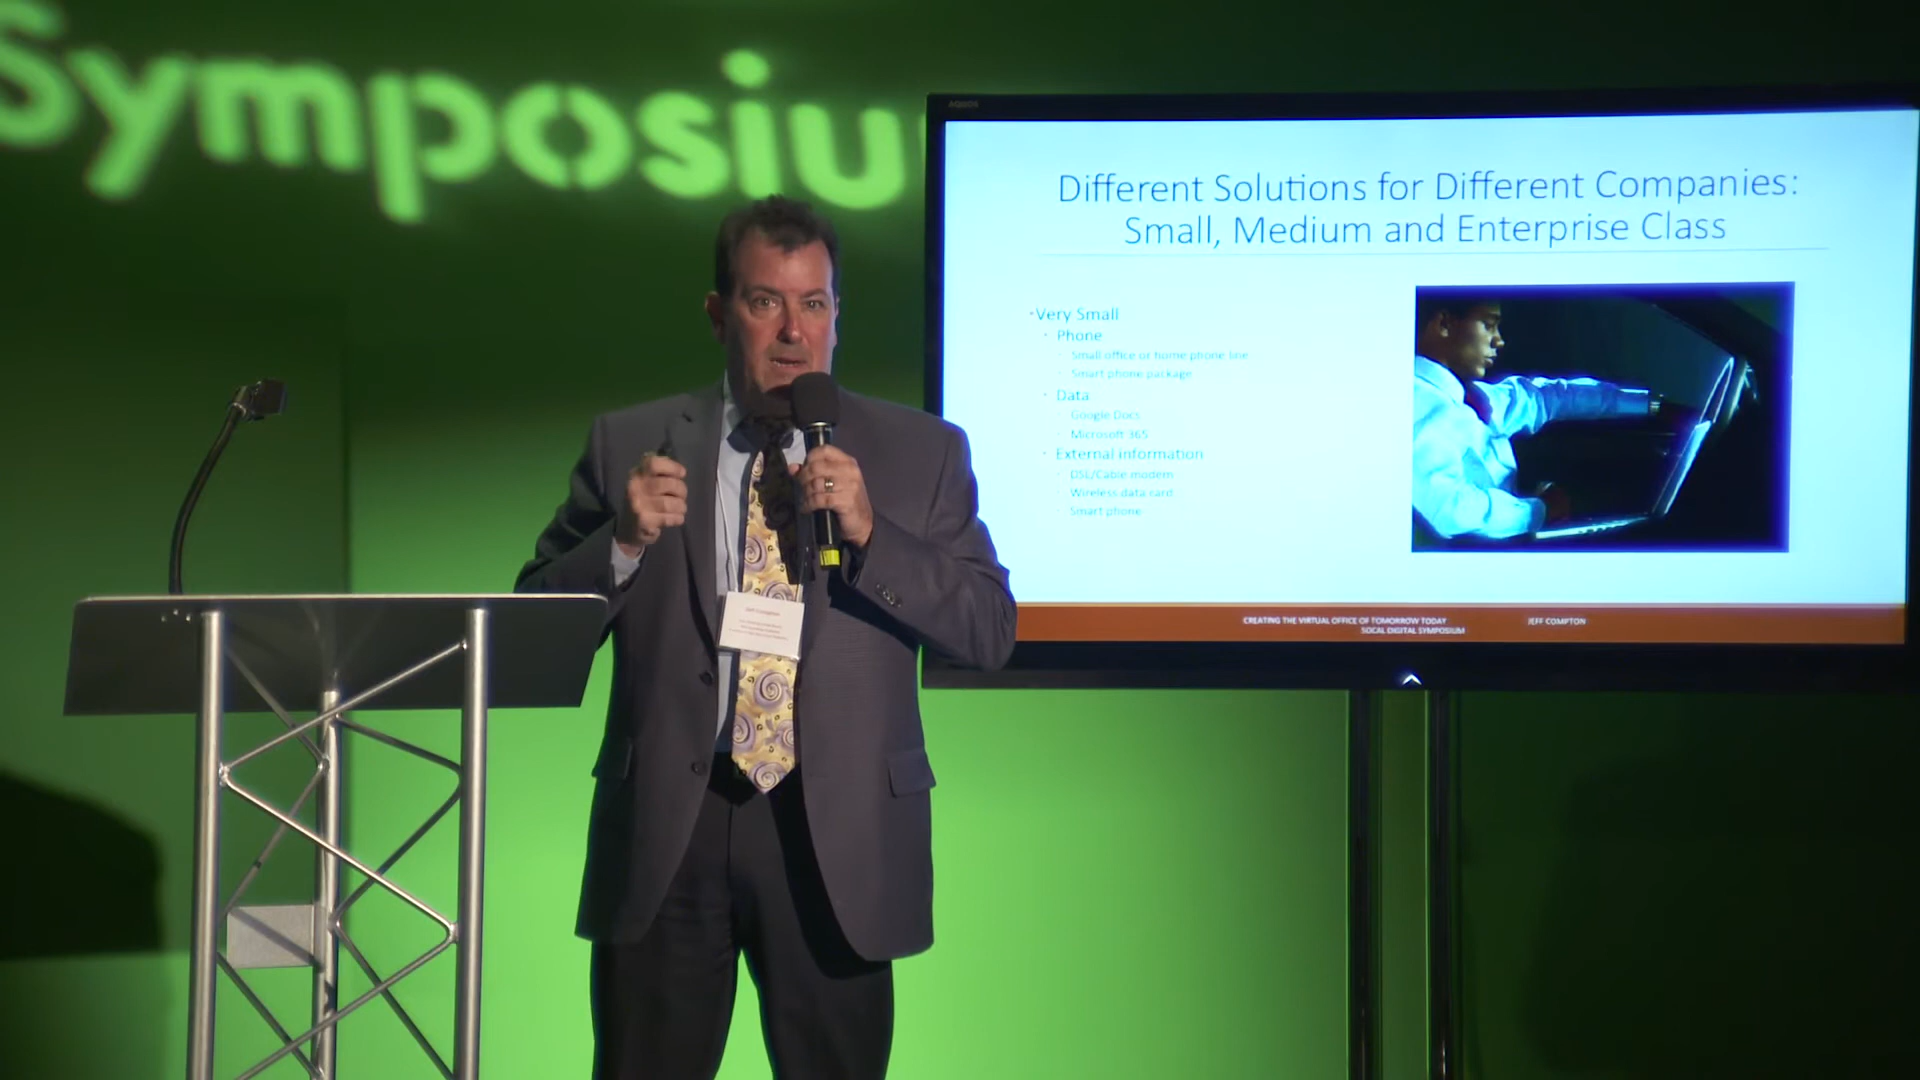 Symposiu
Different Solutions for Different Companies:
Small, Medium and Enterprise Class
Very Small
Phone
Small office or home phone line
Smart phone package
Data
Google Docs
Microsoft 365
External information
DSL/Cable modem
Wireless data card
Smart phone
CREATING THE VIRTUAL OFFICE OF TOMORROW TODAY
SOCAL DIGITAL SYMPOSIUM
JEFF COMPTON
Jeff Compton